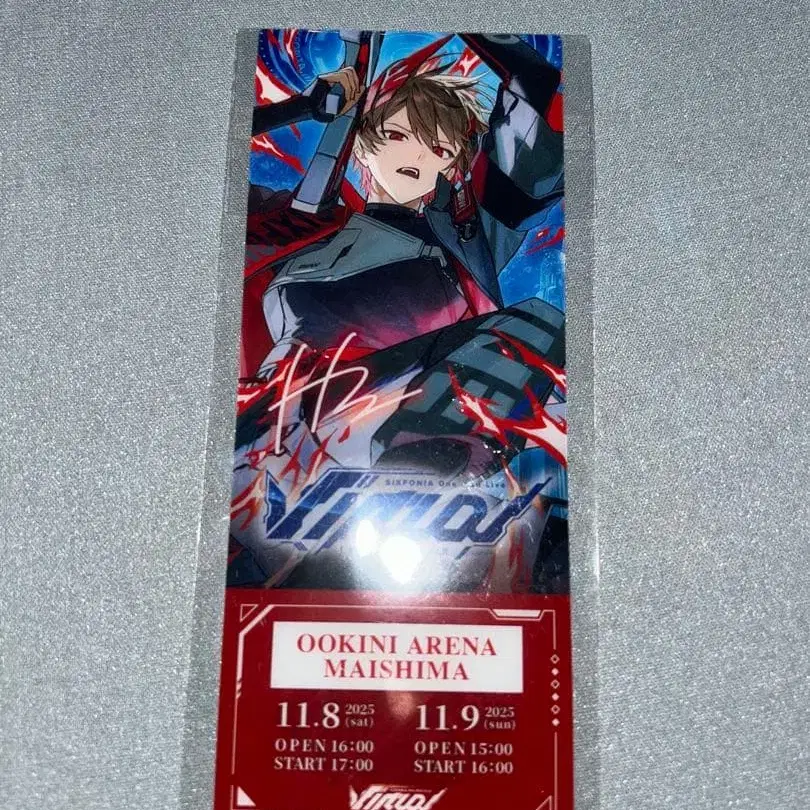 SIXFONIA One
Live
OOKINI ARENA
MAISHIMA
11.8 2025 (sat)
11.9 2025 (sun)
OPEN 16:00
START 17:00
OPEN 15:00
START 16:00